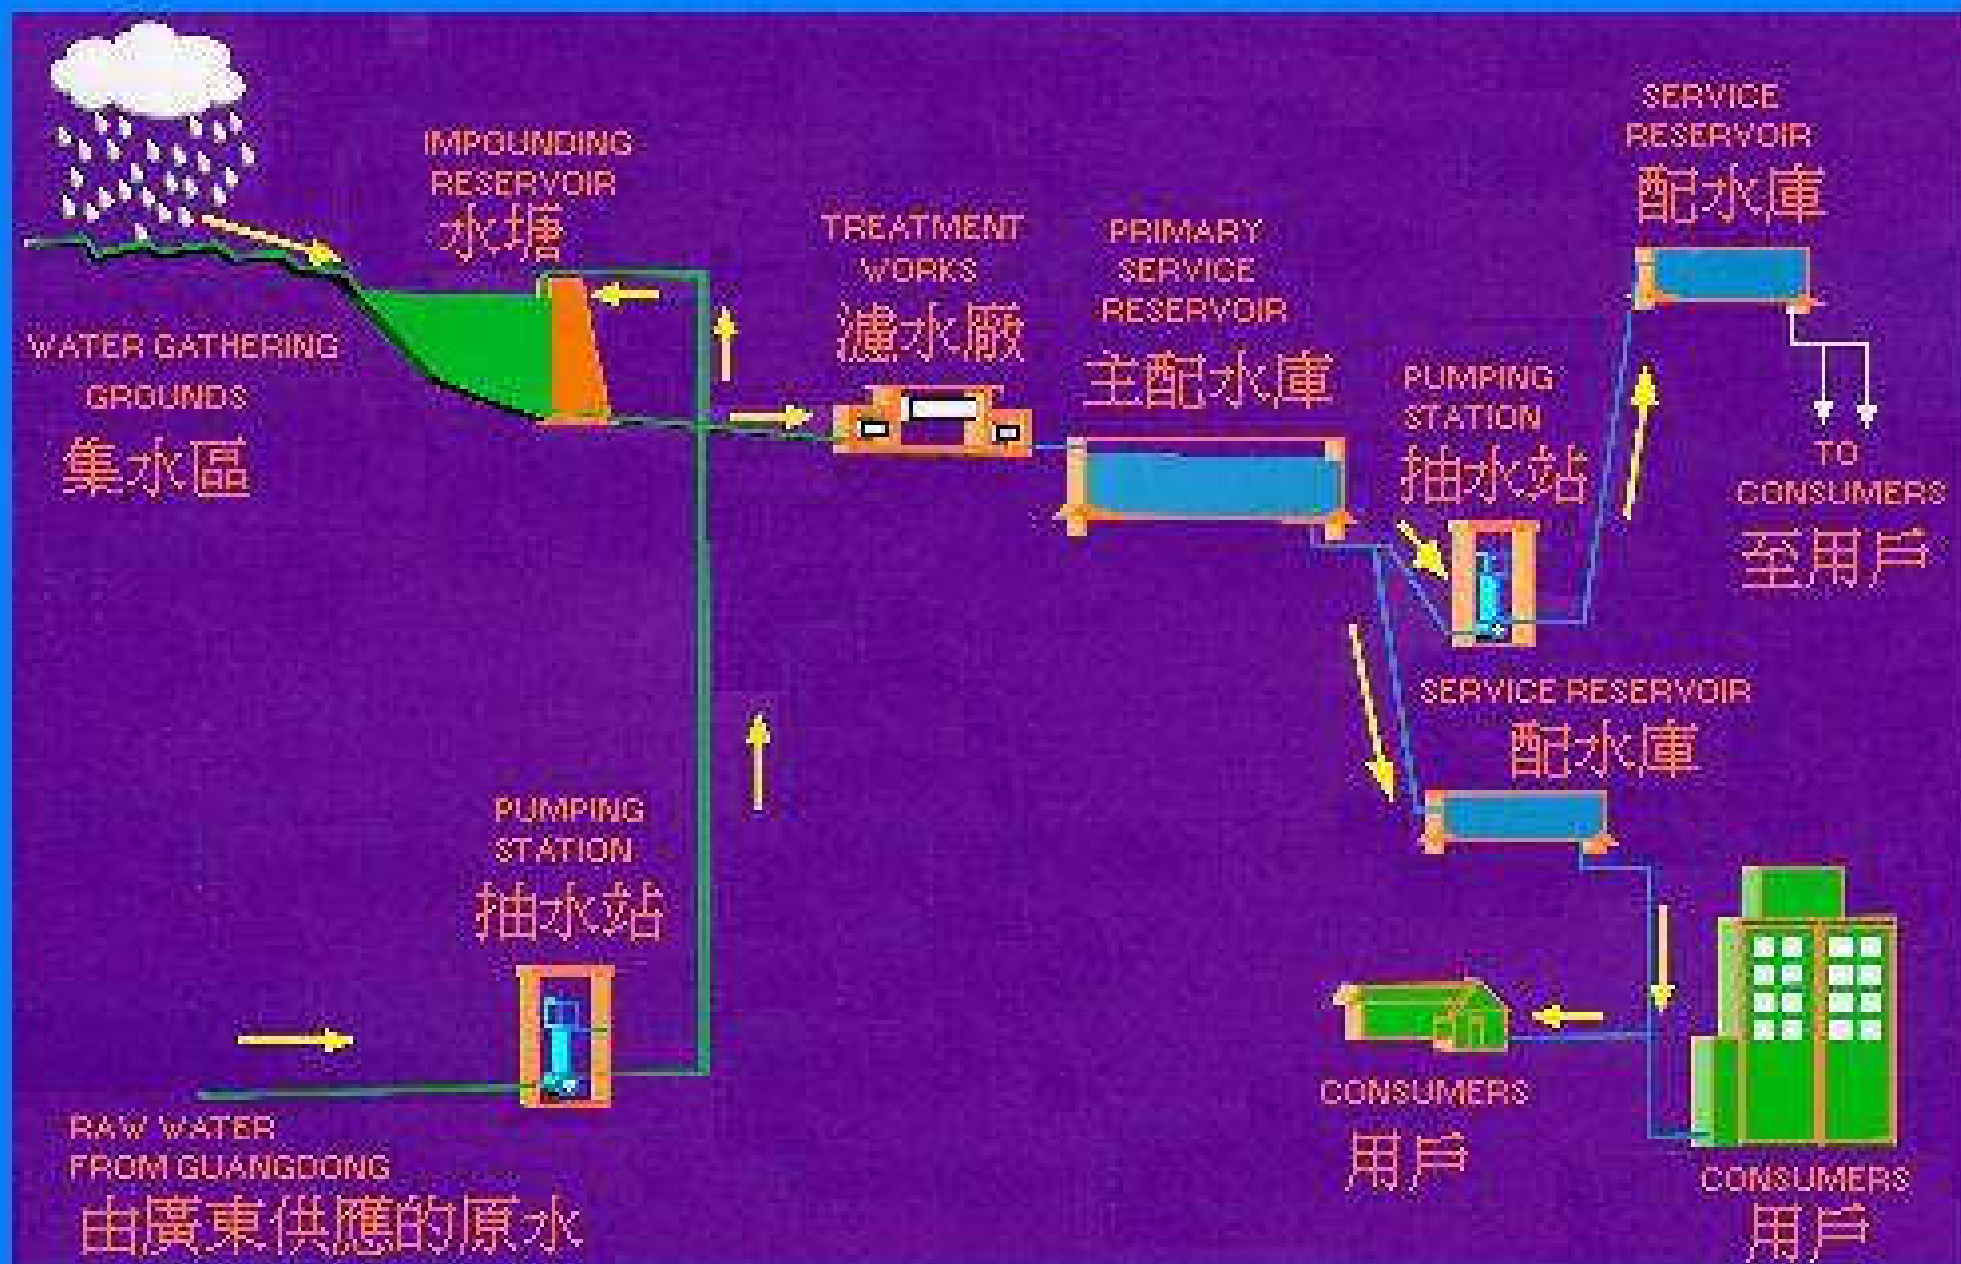 IMPOUNDING
RESERVOIR
水塘
WATER GATHERING
GROUNDS
集水區
TREATMENT
WORKS
濾水廠
PRIMARY
SERVICE
RESERVOIR
主配水庫
PUMPING
STATION
抽水站
SERVICE
RESERVOIR
配水庫
TO
CONSUMERS
至用戶
SERVICE RESERVOIR
配水庫
PUMPING
STATION
抽水站
RAW WATER
FROM GUANGDONG
由廣東供應的原水
CONSUMERS
用戶
CONSUMERS
用戶